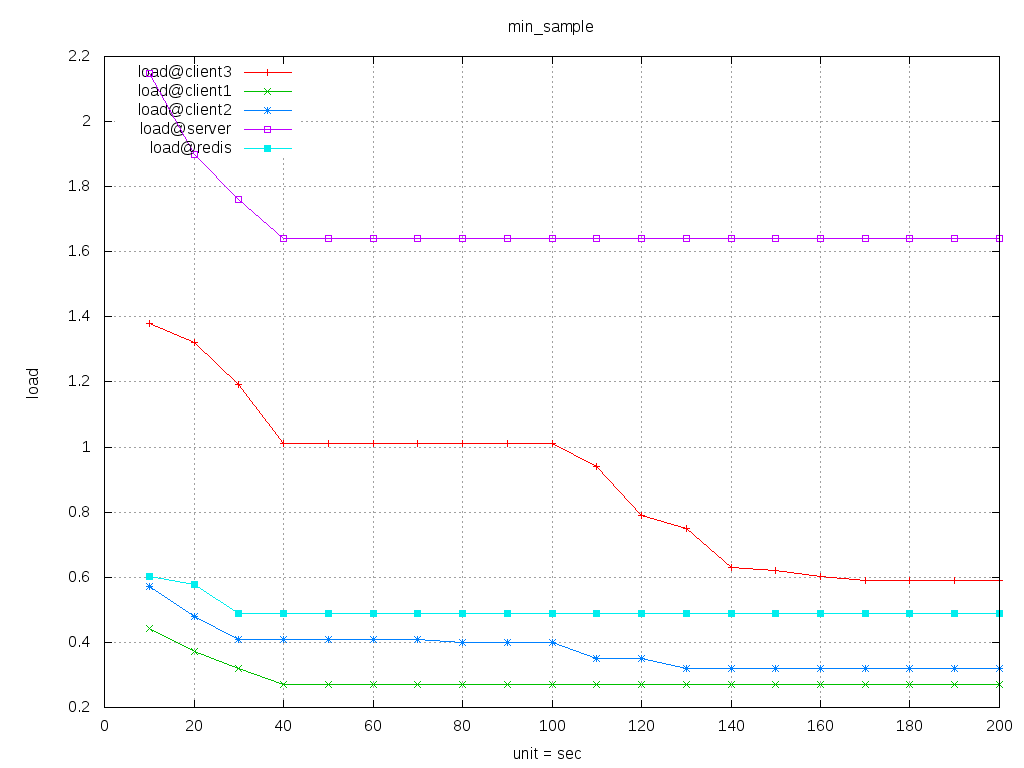 min_sample
load@client3
load@client1
load@client2
load@server
load@redis
2.2
2
1.8
1.6
1.4
1.2
1
0.8
0.6
0.4
0.2
load
0 20 40 60 80 100 120 140 160 180 200
unit = sec